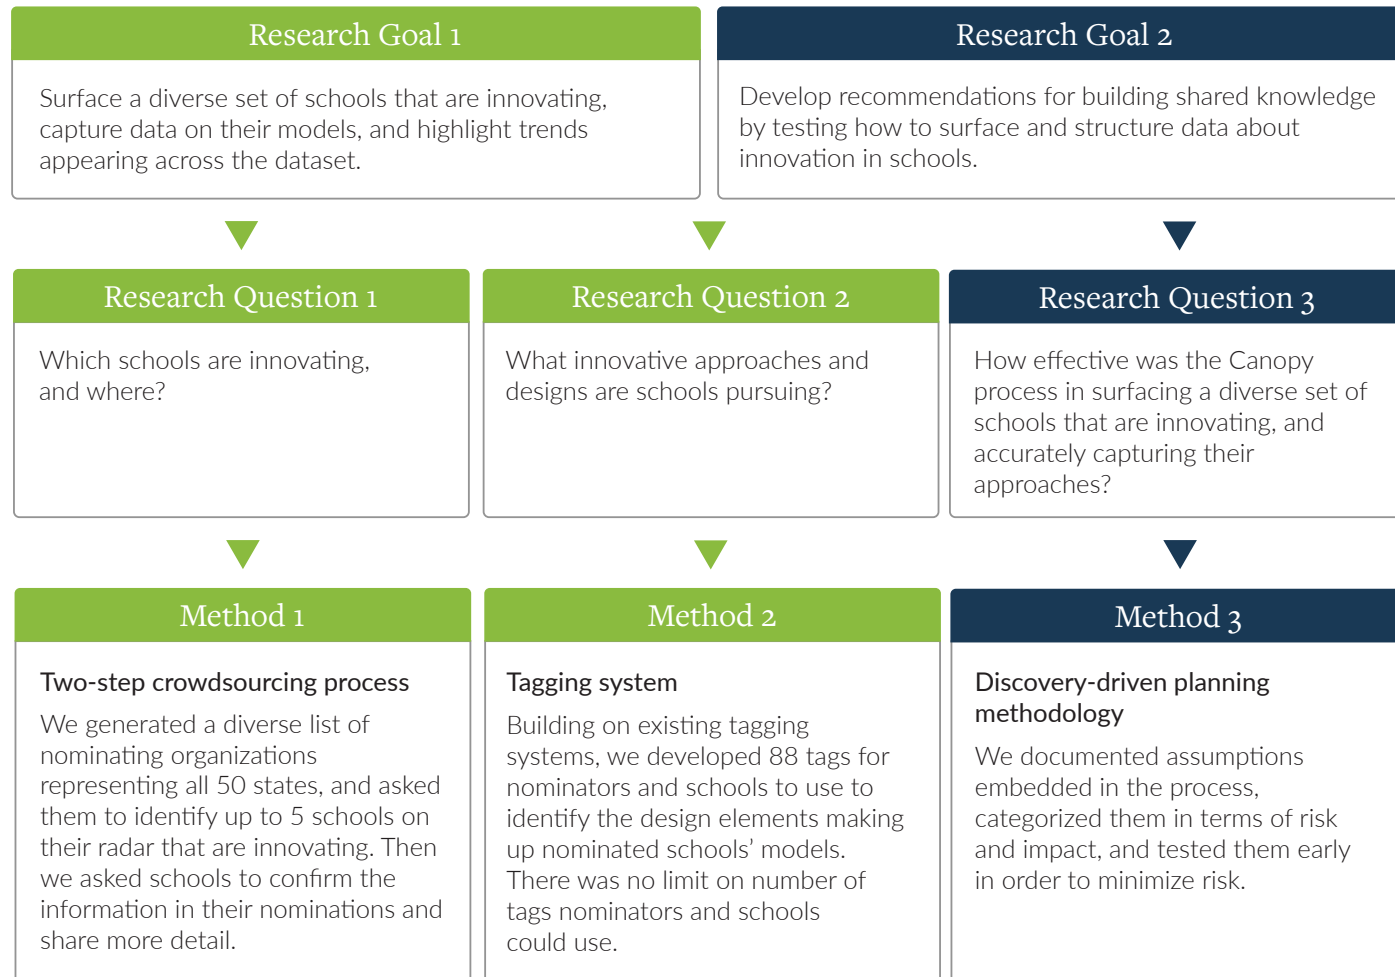 Research Goal 1
Surface a diverse set of schools that are innovating,
capture data on their models, and highlight trends
appearing across the dataset.
Research Goal 2
Develop recommendations for building shared knowledge
by testing how to surface and structure data about
innovation in schools.
Research Question 1
Which schools are innovating,
and where?
Research Question 2
What innovative approaches and
designs are schools pursuing?
Research Question 3
How effective was the Canopy
process in surfacing a diverse set of
schools that are innovating, and
accurately capturing their
approaches?
Method 1
Two-step crowdsourcing process
We generated a diverse list of
nominating organizations
representing all 50 states, and asked
them to identify up to 5 schools on
their radar that are innovating. Then
we asked schools to confirm the
information in their nominations and
share more detail.
Method 2
Tagging system
Building on existing tagging
systems, we developed 88 tags for
nominators and schools to use to
identify the design elements making
up nominated schools’ models.
There was no limit on number of
tags nominators and schools
could use.
Method 3
Discovery-driven planning
methodology
We documented assumptions
embedded in the process,
categorized them in terms of risk
and impact, and tested them early
in order to minimize risk.